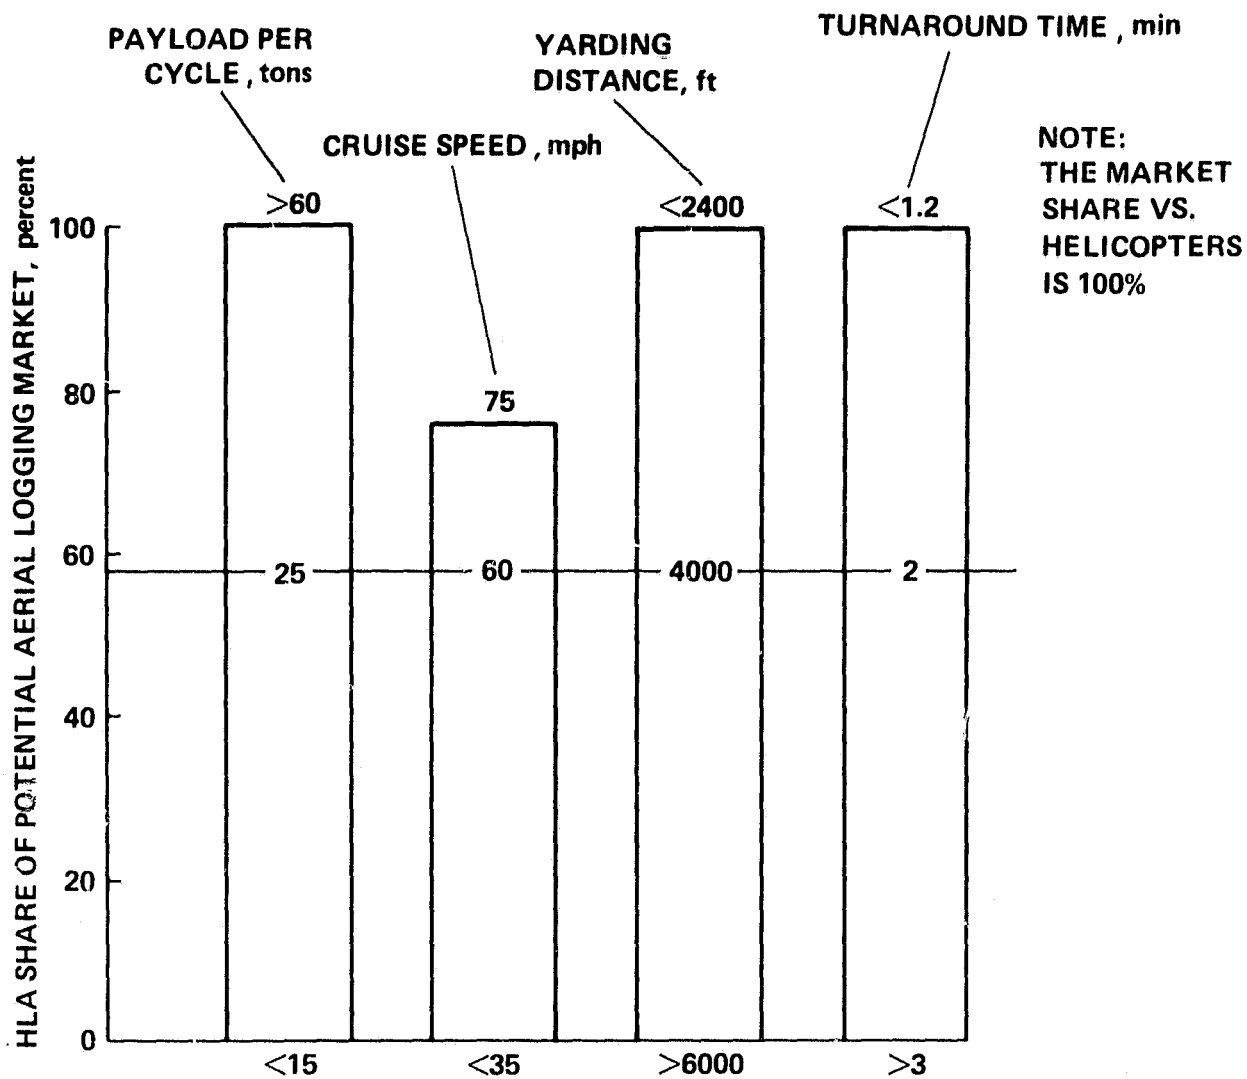 PAYLOAD PER
CYCLE, tons
CRUISE SPEED, mph
YARDING
DISTANCE, ft
TURNAROUND TIME, min
NOTE:
THE MARKET
SHARE VS.
HELICOPTERS
IS 100%
HLA SHARE OF POTENTIAL AERIAL LOGGING MARKET, percent
100
80
60
40
20
0
>60
75
<2400
<1.2
25
60
4000
2
<15
<35
>6000
>3